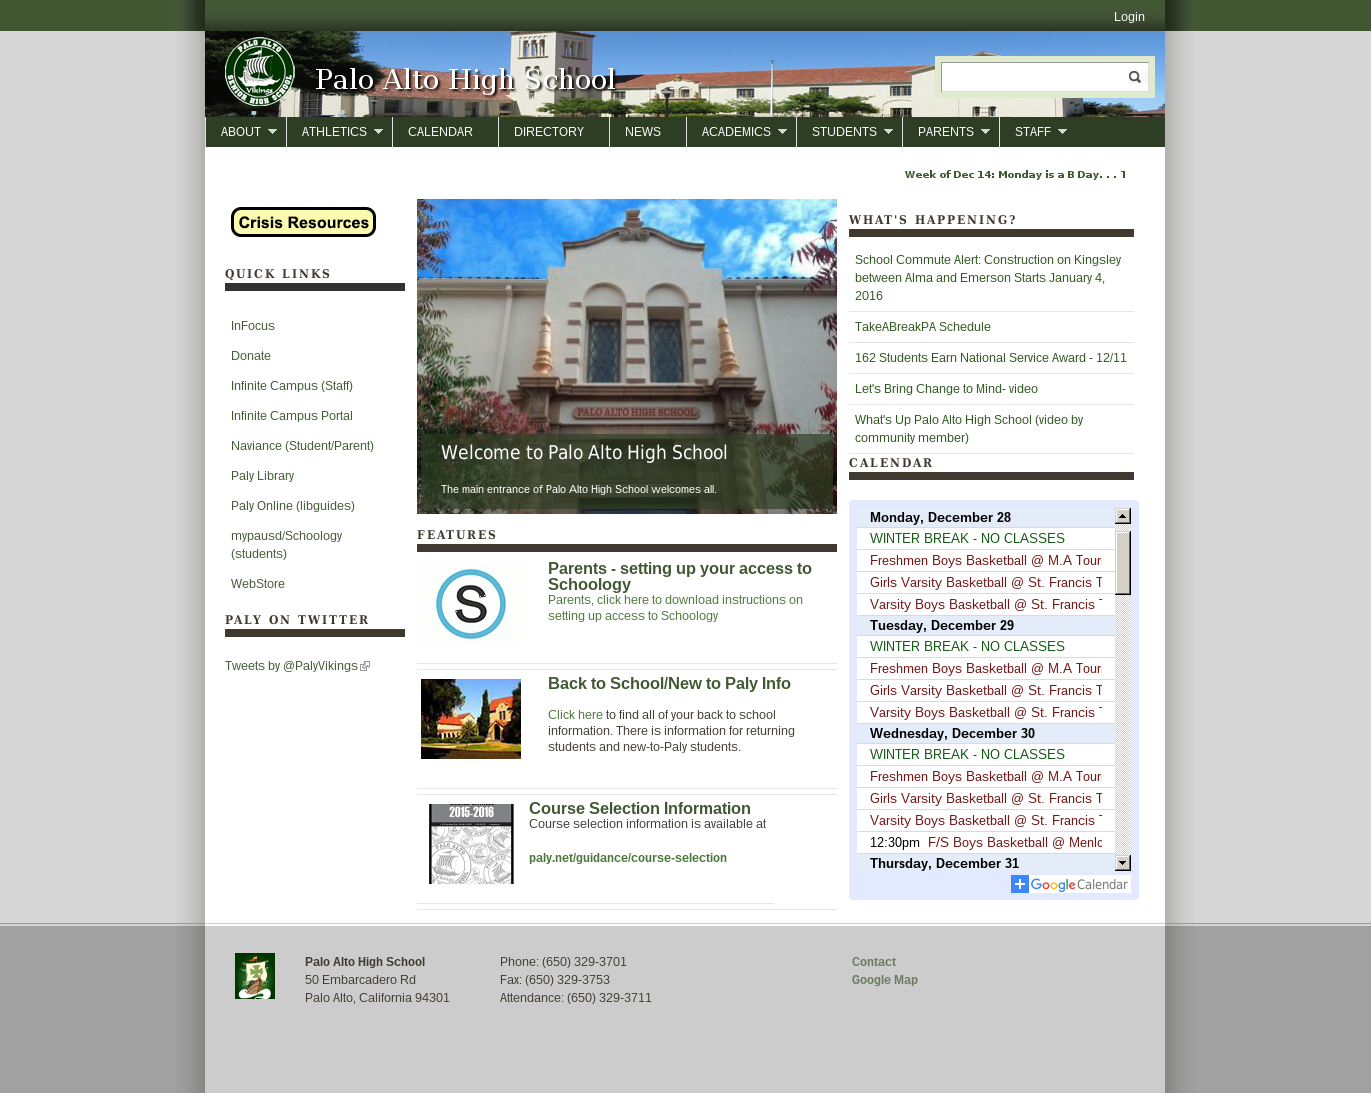 Login
PALO ALTO
SENIOR HIGH SCHOOL
Vikings
Palo Alto High School
ABOUT ATHLETICS CALENDAR DIRECTORY NEWS ACADEMICS STUDENTS PARENTS STAFF
Week of Dec 14: Monday is a B Day. . . T
Crisis Resources
QUICK LINKS
InFocus
Donate
Infinite Campus (Staff)
Infinite Campus Portal
Naviance (Student/Parent)
Paly Library
Paly Online (libguides)
mypausd/Schoology
(students)
WebStore
PALY ON TWITTER
Tweets by @PalyVikings
PALO ALTO HIGH SCHOOL
Welcome to Palo Alto High School
The main entrance of Palo Alto High School welcomes all.
FEATURES
S
Parents - setting up your access to
Schoology
Parents, click here to download instructions on
setting up access to Schoology
Back to School/New to Paly Info
Click here to find all of your back to school
information. There is information for returning
students and new-to-Paly students.
2015-2016
Course Selection Information
Course selection information is available at
paly.net/guidance/course-selection
WHAT'S HAPPENING?
School Commute Alert: Construction on Kingsley
between Alma and Emerson Starts January 4,
2016
TakeABreakPA Schedule
162 Students Earn National Service Award - 12/11
Let's Bring Change to Mind- video
What's Up Palo Alto High School (video by
community member)
CALENDAR
Monday, December 28
WINTER BREAK - NO CLASSES
Freshmen Boys Basketball @ M.A Tour
Girls Varsity Basketball @ St. Francis T
Varsity Boys Basketball @ St. Francis T
Tuesday, December 29
WINTER BREAK - NO CLASSES
Freshmen Boys Basketball @ M.A Tour
Girls Varsity Basketball @ St. Francis T
Varsity Boys Basketball @ St. Francis T
Wednesday, December 30
WINTER BREAK - NO CLASSES
Freshmen Boys Basketball @ M.A Tour
Girls Varsity Basketball @ St. Francis T
Varsity Boys Basketball @ St. Francis T
12:30pm F/S Boys Basketball @ Menlo
Thursday, December 31
Google Calendar
Palo Alto High School
50 Embarcadero Rd
Palo Alto, California 94301
Phone: (650) 329-3701
Fax: (650) 329-3753
Attendance: (650) 329-3711
Contact
Google Map